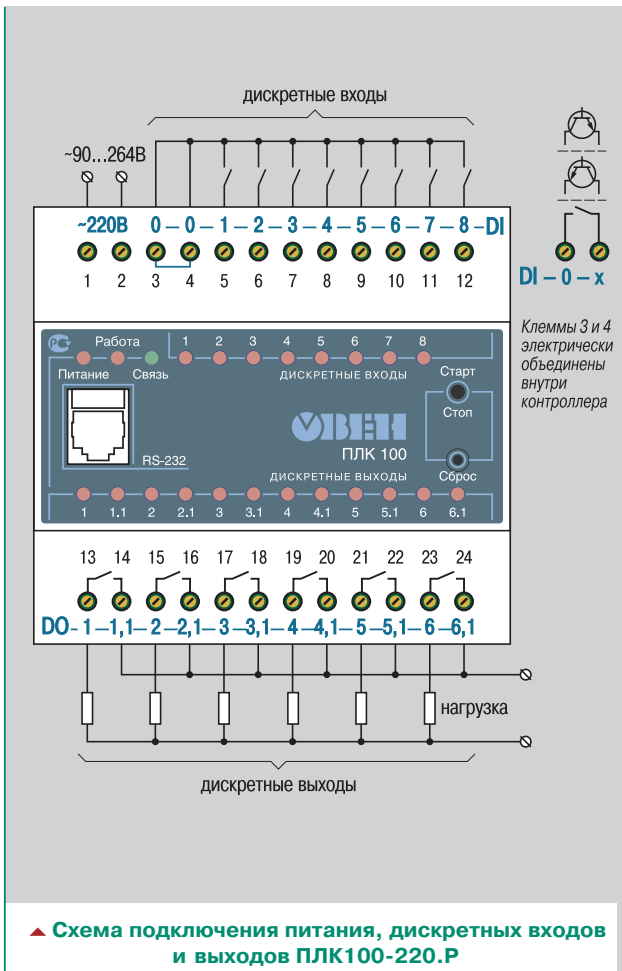 дискретные входы
~90...264В
~220В 0 – 0 – 1 – 2 – 3 – 4 – 5 – 6 – 7 – 8 – DI
1 2 3 4 5 6 7 8 9 10 11 12
DI – 0 – x
Клеммы 3 и 4
электрически
объединены
внутри
контроллера
РС
Работа
1 2 3 4 5 6 7 8
Питание Связь
ДИСКРЕТНЫЕ ВХОДЫ
Старт
Стоп
ОВЕН
ПЛК 100
RS-232
ДИСКРЕТНЫЕ ВЫХОДЫ
Сброс
1 1.1 2 2.1 3 3.1 4 4.1 5 5.1 6 6.1
13 14 15 16 17 18 19 20 21 22 23 24
DO- 1 –1,1– 2 –2,1– 3 –3,1– 4 –4,1– 5 –5,1– 6 –6,1
нагрузка
дискретные выходы
Схема подключения питания, дискретных входов
и выходов ПЛК100-220.Р